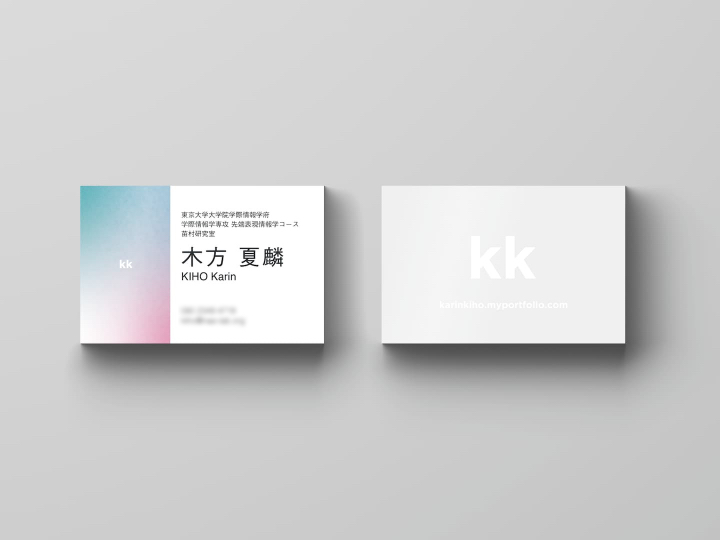 kk
東京大学大学院学際情報学府
学際情報学専攻 先端表現情報学コース
苗村研究室
木方 夏麟
KIHO Karin
kk
karinkiho.myportfolio.com